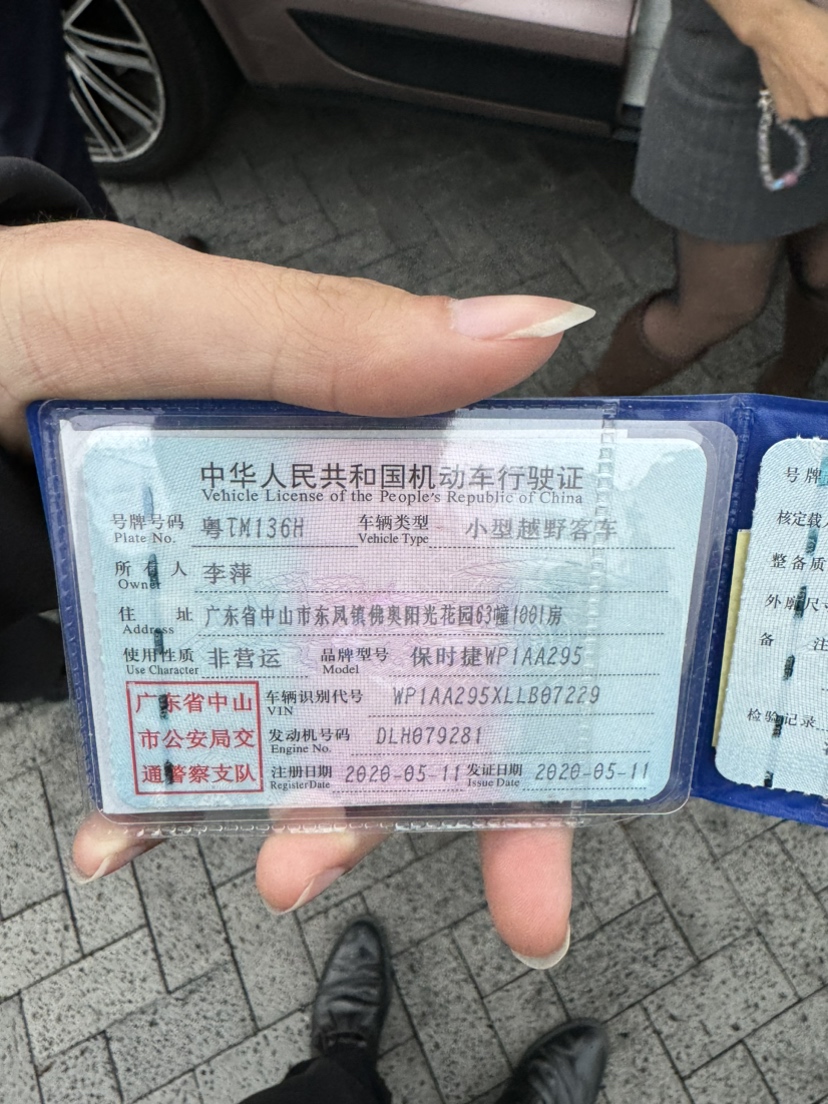 中华人民共和国机动车行驶证
Vehicle License of the People's Republic of China
号牌号码 粤TM136H 车辆类型 小型越野客车
Plate No. Vehicle Type
所有人 李萍
Owner
住址 广东省中山市东凤镇佛奥阳光花园63幢1001房
Address
使用性质 非营运 品牌型号 保时捷WP1AA295
Use Character Model
广东省中山
市公安局交
通警察支队
车辆识别代号 WP1AA295XLLB07229
VIN
发动机号码 DLH079281
Engine No.
注册日期 2020-05-11 发证日期 2020-05-11
Register Date Issue Date
号牌
核定载
整备质
外廓尺寸
备注
检验记录